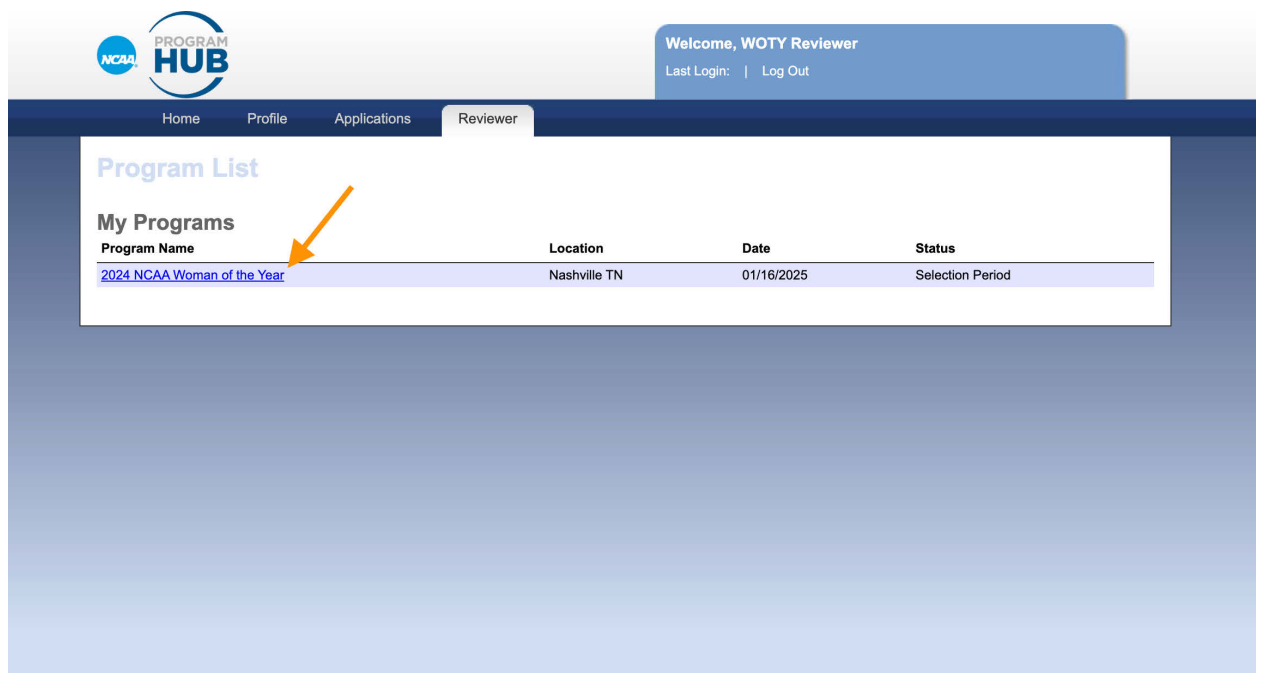 NCAA
PROGRAM
HUB
Welcome, WOTY Reviewer
Last Login: | Log Out
Home Profile Applications Reviewer
Program List
My Programs
Program Name Location Date Status
2024 NCAA Woman of the Year Nashville TN 01/16/2025 Selection Period